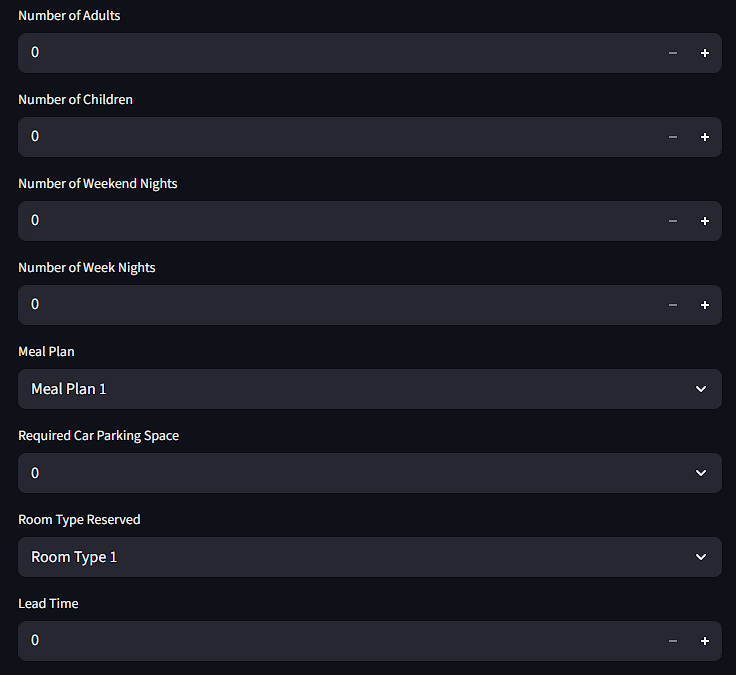 Number of Adults
0
Number of Children
0
Number of Weekend Nights
0
Number of Week Nights
0
Meal Plan
Meal Plan 1
Required Car Parking Space
0
Room Type Reserved
Room Type 1
Lead Time
0